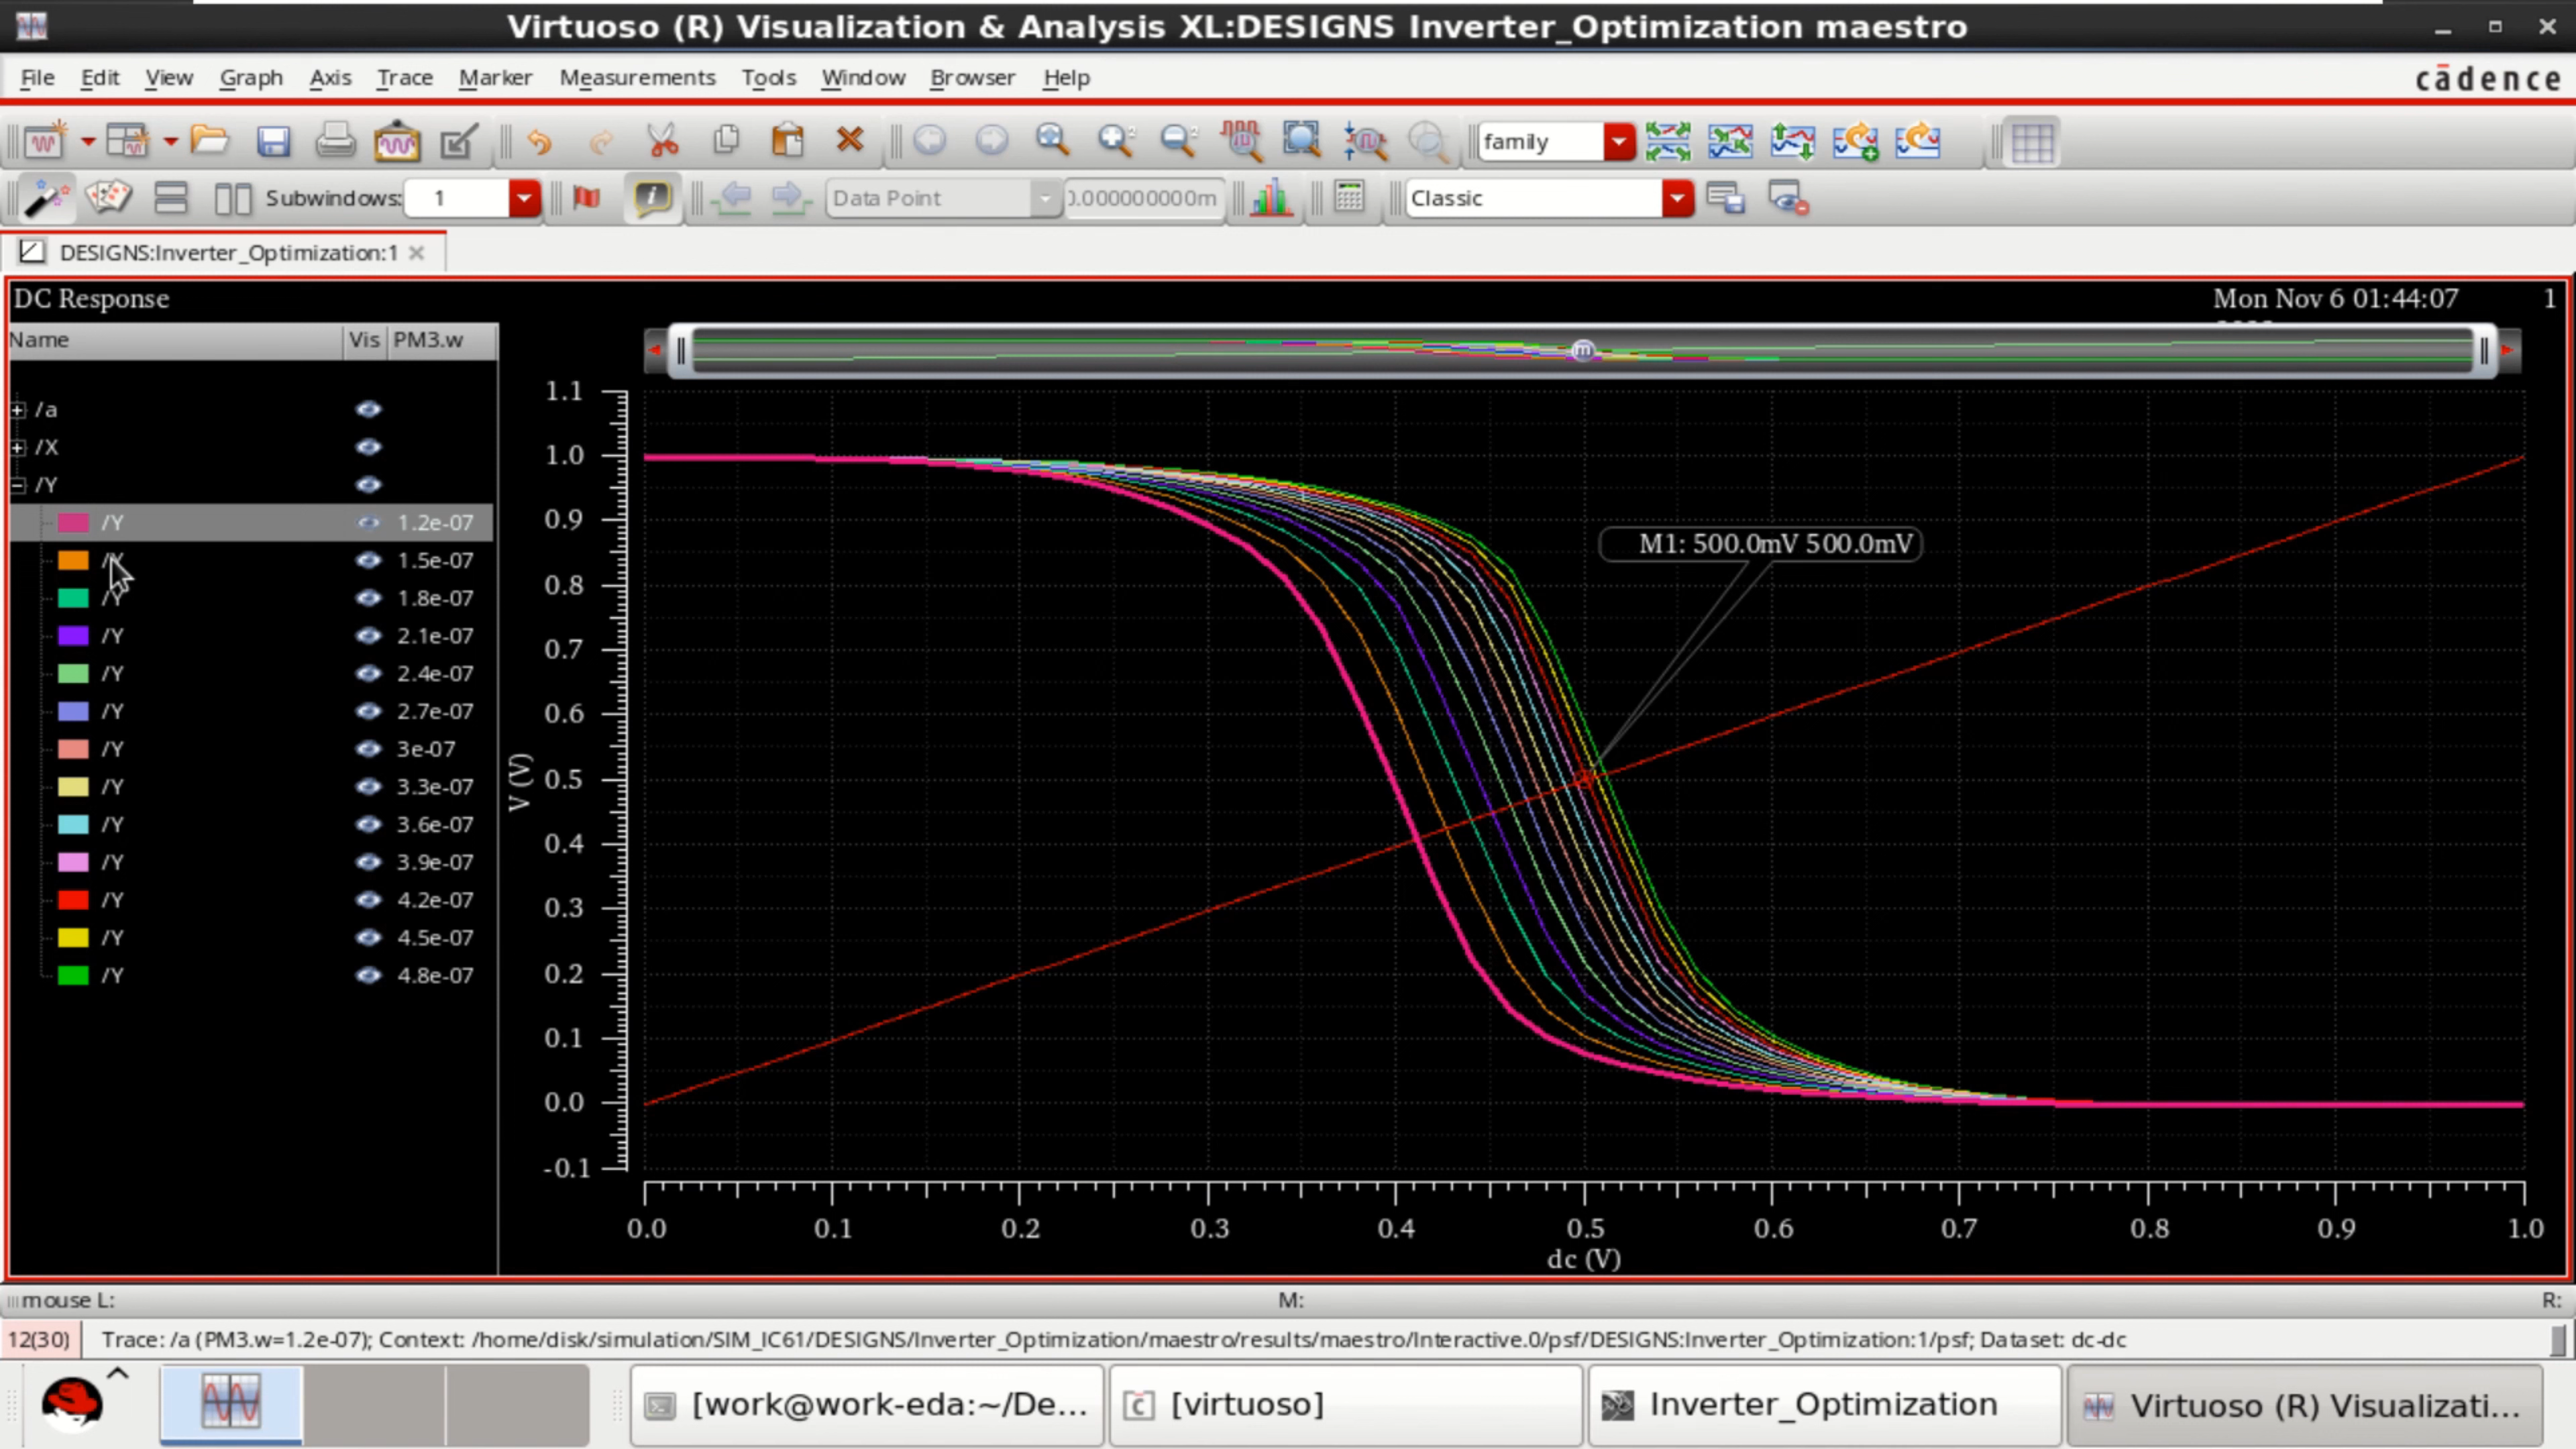 Virtuoso (R) Visualization & Analysis XL:DESIGNS Inverter_Optimization maestro
File Edit View Graph Axis Trace Marker Measurements Tools Window Browser Help
cādence
family
Subwindows: 1
Data Point
0.000000000m
Classic
DESIGNS:Inverter_Optimization:1
DC Response
Mon Nov 6 01:44:07
1
Name Vis PM3.w
/a
/X
/Y
/Y 1.2e-07
1.5e-07
/Y 1.8e-07
/Y 2.1e-07
/Y 2.4e-07
/Y 2.7e-07
/Y 3e-07
/Y 3.3e-07
/Y 3.6e-07
/Y 3.9e-07
/Y 4.2e-07
/Y 4.5e-07
/Y 4.8e-07
m
V (V)
1.1
1.0
0.9
0.8
0.7
0.6
0.5
0.4
0.3
0.2
0.1
0.0
-0.1
M1: 500.0mV 500.0mV
0.0 0.1 0.2 0.3 0.4 0.5 0.6 0.7 0.8 0.9 1.0
dc (V)
mouse L: M: R:
12(30) Trace: /a (PM3.w=1.2e-07); Context: /home/disk/simulation/SIM_IC61/DESIGNS/Inverter_Optimization/maestro/results/maestro/Interactive.0/psf/DESIGNS:Inverter_Optimization:1/psf; Dataset: dc-dc
[work@work-eda:~/De...
[virtuoso]
Inverter_Optimization
Virtuoso (R) Visualizati...